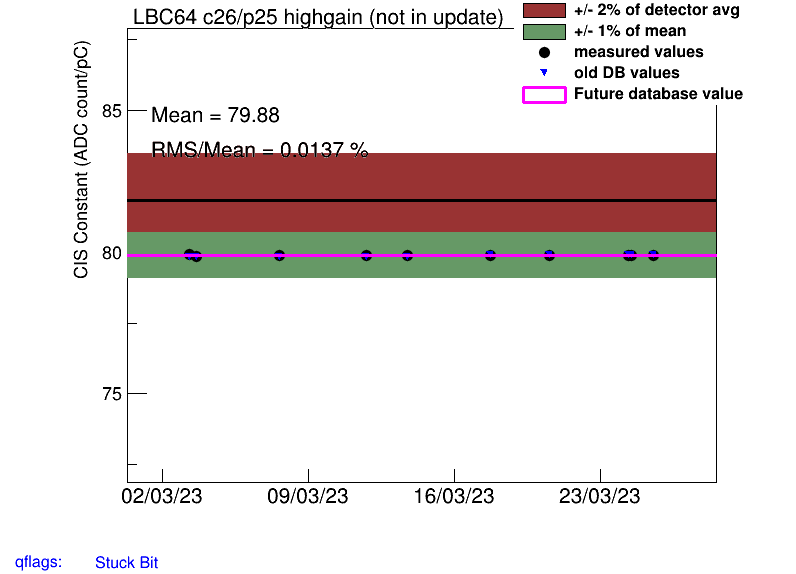 LBC64 c26/p25 highgain (not in update)
+/- 2% of detector avg
+/- 1% of mean
measured values
old DB values
Future database value
CIS Constant (ADC count/pC)
Mean = 79.88
RMS/Mean = 0.0137 %
85
80
75
02/03/23
09/03/23
16/03/23
23/03/23
qflags: Stuck Bit